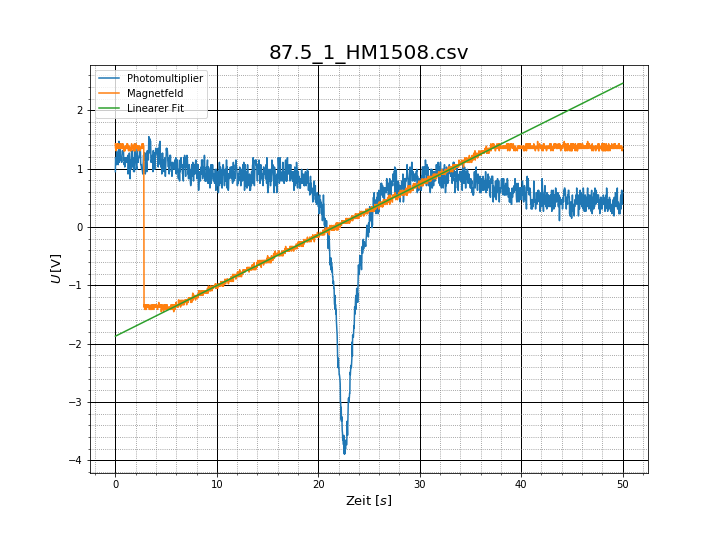 87.5_1_HM1508.csv
Photomultiplier
Magnetfeld
Linearer Fit
2
1
0
−1
−2
−3
−4
U [V]
0 10 20 30 40 50
Zeit [s]